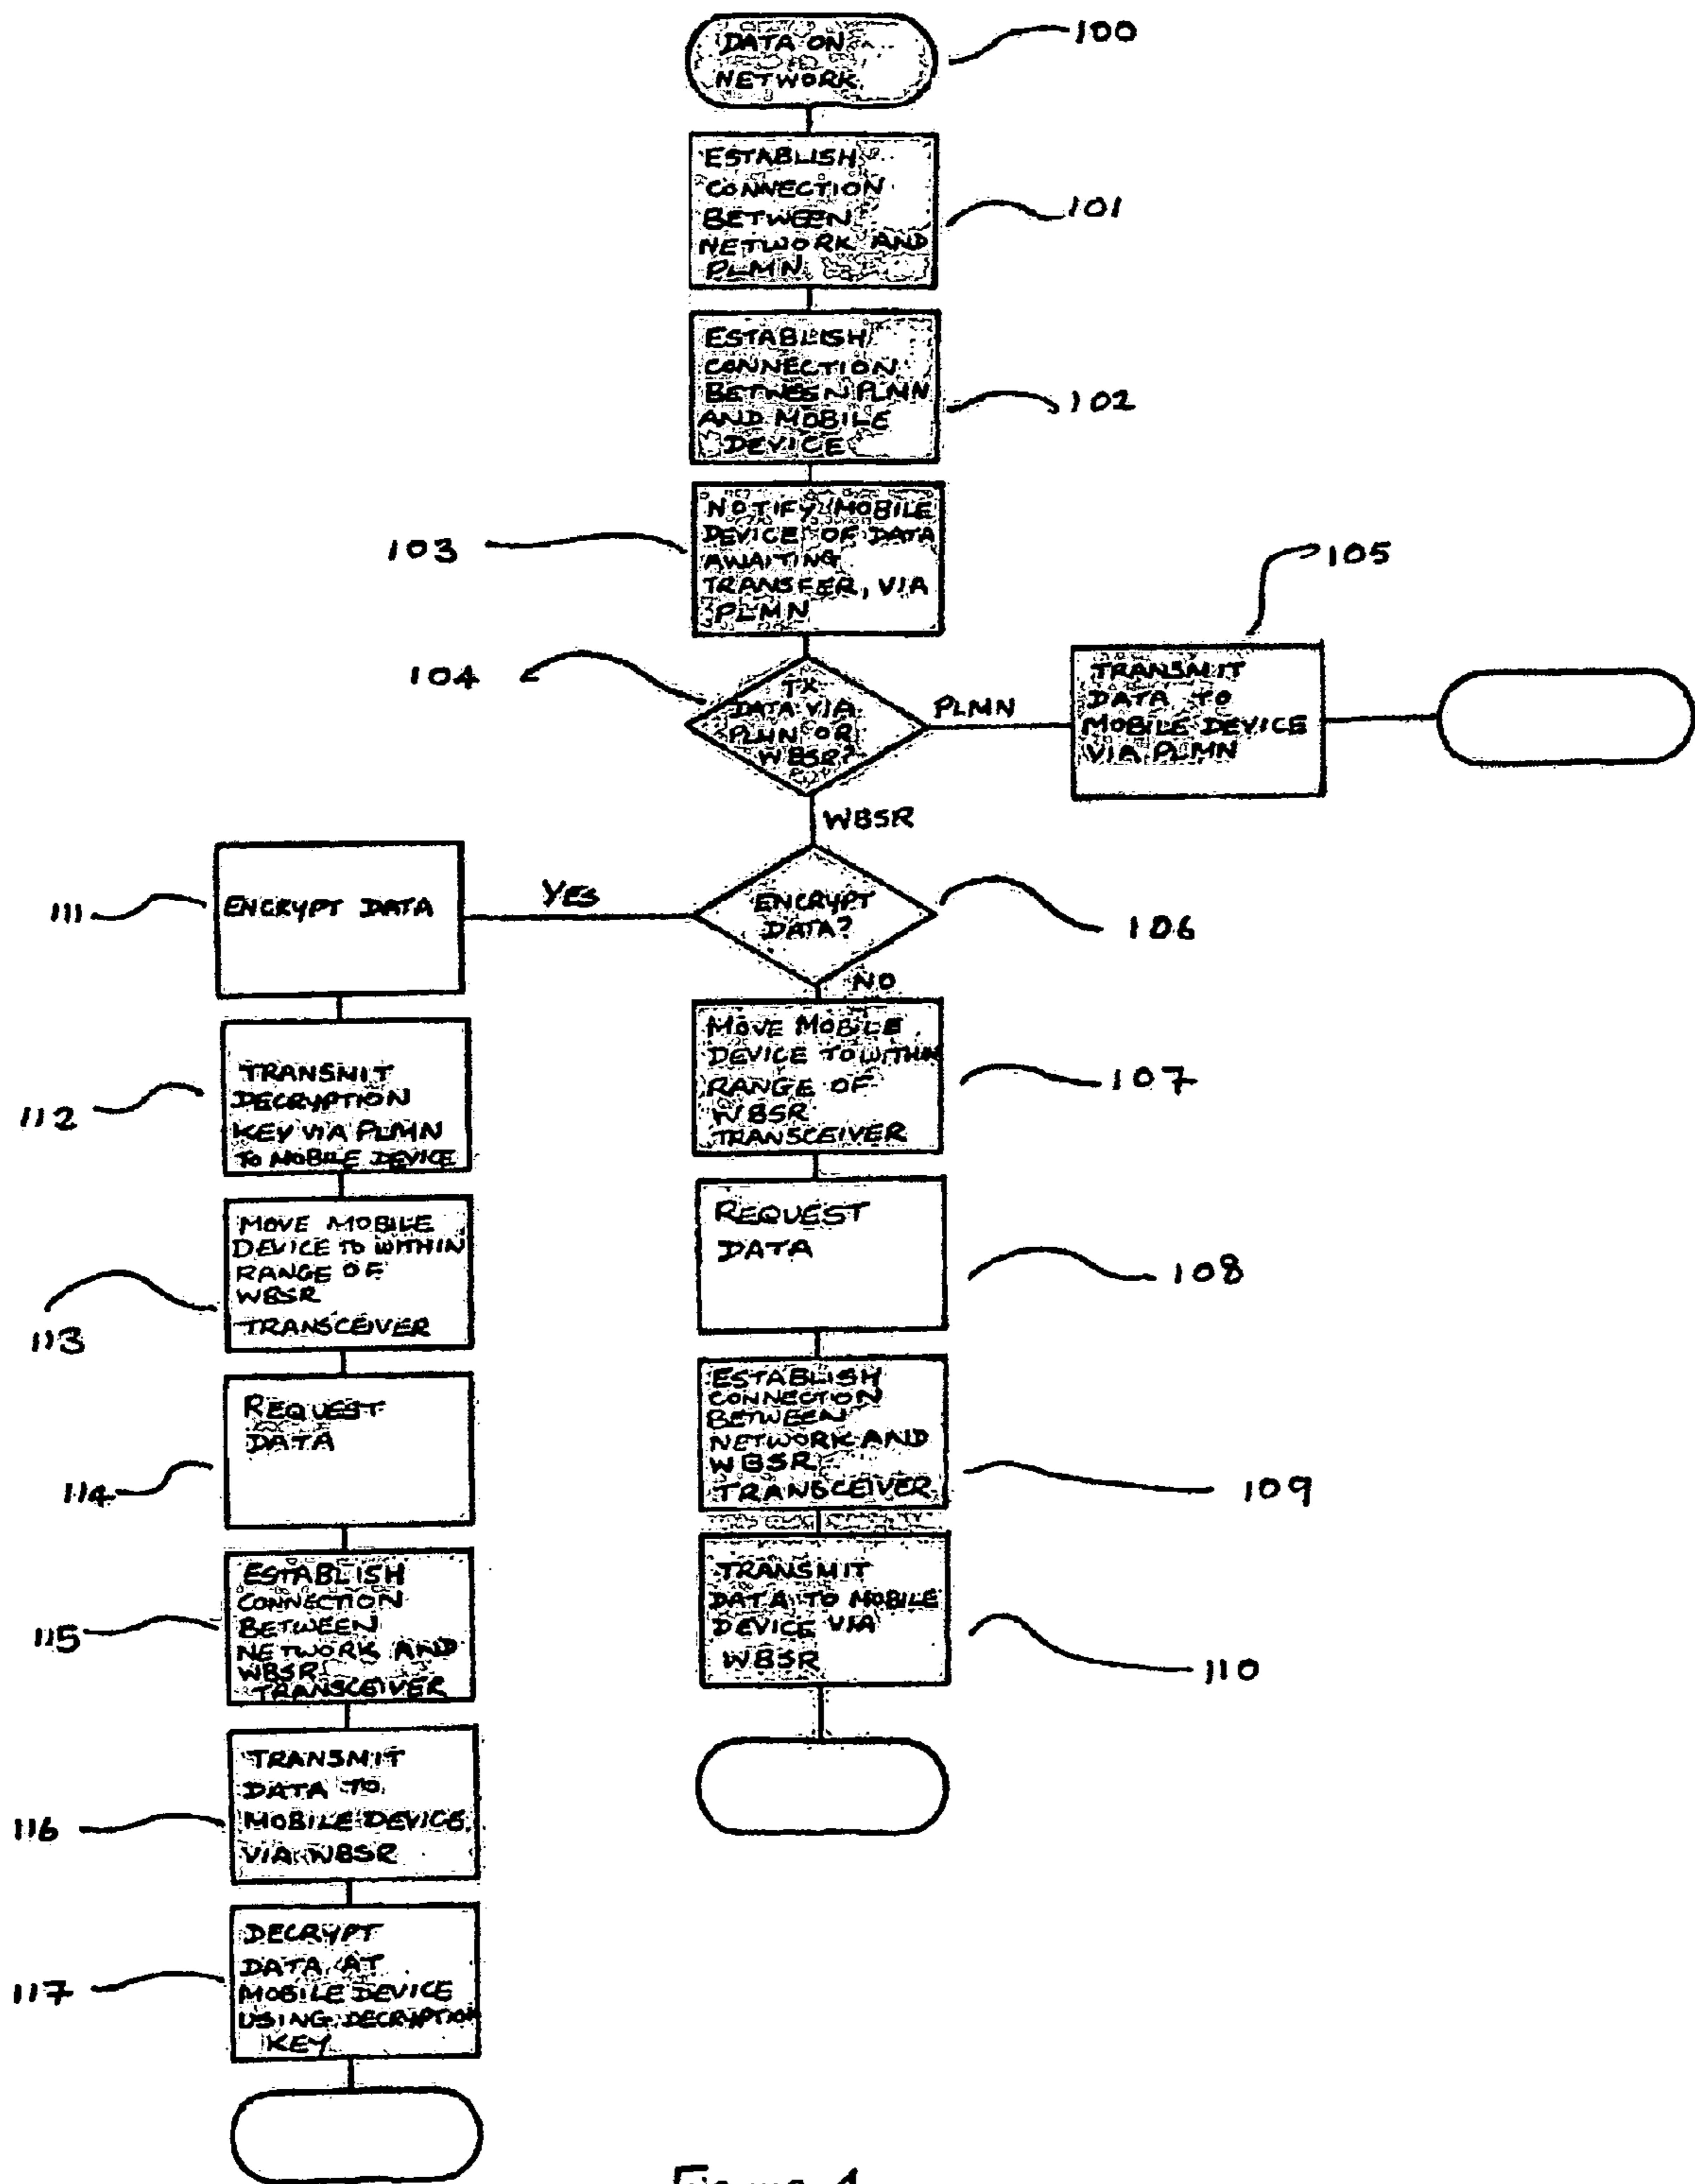 DATA ON
NETWORK
100
ESTABLISH
CONNECTION
BETWEEN
NETWORK AND
PLMN
101
ESTABLISH
CONNECTION
BETWEEN PLMN
AND MOBILE
DEVICE
102
NOTIFY MOBILE
DEVICE OF DATA
AWAITING
TRANSFER, VIA
PLMN
103
TX
DATA VIA
PLMN OR
WBSR?
104
PLMN
TRANSMIT
DATA TO
MOBILE DEVICE
VIA PLMN
105
WBSR
ENCRYPT
DATA?
106
YES
NO
ENCRYPT DATA
111
TRANSMIT
DECRYPTION
KEY VIA PLMN
TO MOBILE DEVICE
112
MOVE MOBILE
DEVICE TO WITHIN
RANGE OF
WBSR
TRANSCEIVER
113
REQUEST
DATA
114
ESTABLISH
CONNECTION
BETWEEN
NETWORK AND
WBSR
TRANSCEIVER
115
TRANSMIT
DATA TO
MOBILE DEVICE
VIA WBSR
116
DECRYPT
DATA AT
MOBILE DEVICE
USING DECRYPTION
KEY
117
MOVE MOBILE
DEVICE TO WITHIN
RANGE OF
WBSR
TRANSCEIVER
107
REQUEST
DATA
108
ESTABLISH
CONNECTION
BETWEEN
NETWORK AND
WBSR
TRANSCEIVER
109
TRANSMIT
DATA TO MOBILE
DEVICE VIA
WBSR
110
Figure 4